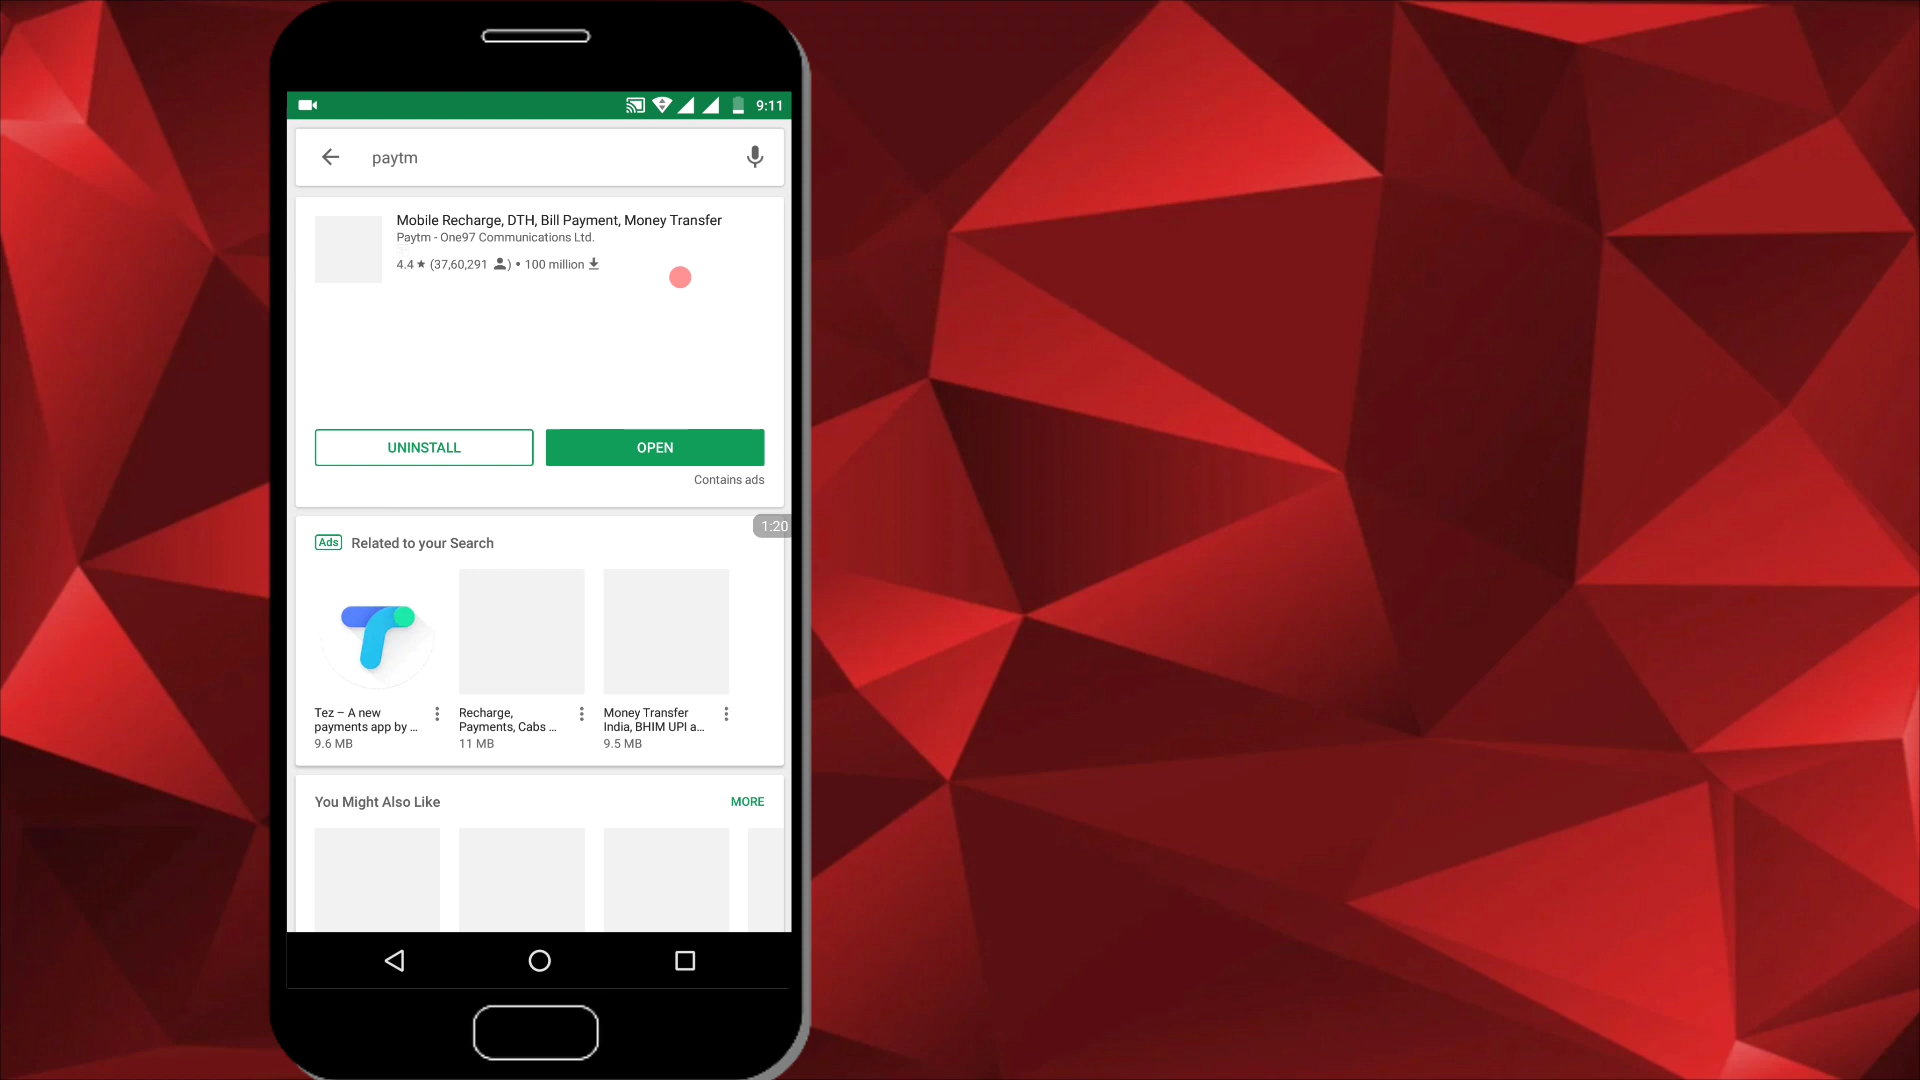 9:11
paytm
Mobile Recharge, DTH, Bill Payment, Money Transfer
Paytm - One97 Communications Ltd.
4.4 ★ (37,60,291 ) • 100 million
UNINSTALL
OPEN
Contains ads
1:20
Ads Related to your Search
Tez – A new
payments app by ...
9.6 MB
Recharge,
Payments, Cabs ...
11 MB
Money Transfer
India, BHIM UPI a...
9.5 MB
You Might Also Like
MORE